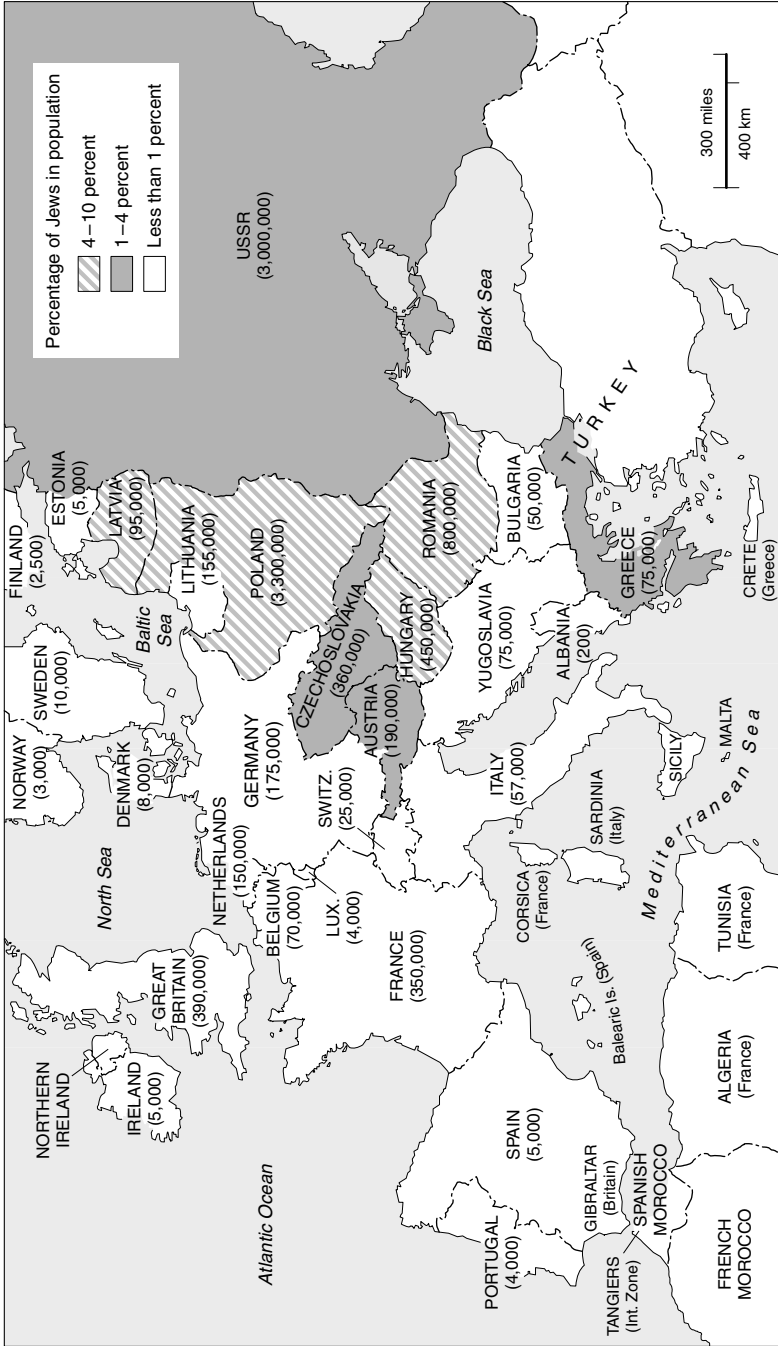 Percentage of Jews in population
4–10 percent
1–4 percent
Less than 1 percent
NORWAY
(3,000)
SWEDEN
(10,000)
FINLAND
(2,500)
ESTONIA
(5,000)
LATVIA
(95,000)
LITHUANIA
(155,000)
Baltic
Sea
DENMARK
(8,000)
North Sea
NORTHERN
IRELAND
IRELAND
(5,000)
GREAT
BRITAIN
(390,000)
NETHERLANDS
(150,000)
BELGIUM
(70,000)
LUX.
(4,000)
GERMANY
(175,000)
POLAND
(3,300,000)
USSR
(3,000,000)
Atlantic Ocean
FRANCE
(350,000)
SWITZ.
(25,000)
CZECHOSLOVAKIA
(360,000)
AUSTRIA
(190,000)
HUNGARY
(450,000)
ROMANIA
(800,000)
Black Sea
PORTUGAL
(4,000)
SPAIN
(5,000)
ITALY
(57,000)
YUGOSLAVIA
(75,000)
BULGARIA
(50,000)
ALBANIA
(200)
GREECE
(75,000)
TURKEY
CORSICA
(France)
SARDINIA
(Italy)
Balearic Is. (Spain)
SICILY
MALTA
CRETE
(Greece)
Mediterranean Sea
GIBRALTAR
(Britain)
TANGIERS
(Int. Zone)
SPANISH
MOROCCO
FRENCH
MOROCCO
ALGERIA
(France)
TUNISIA
(France)
300 miles
400 km